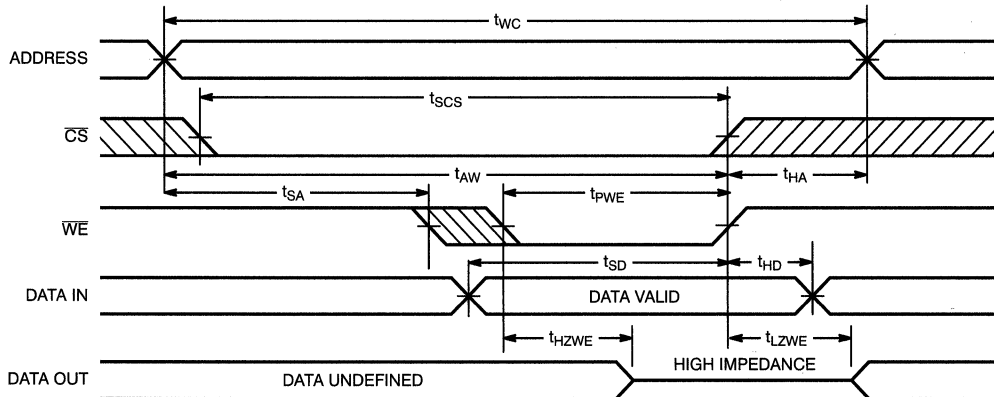 tWC
ADDRESS
tSCS
CS
tAW
tHA
tSA
tPWE
WE
tSD
tHD
DATA IN
DATA VALID
tHZWE
tLZWE
HIGH IMPEDANCE
DATA OUT
DATA UNDEFINED